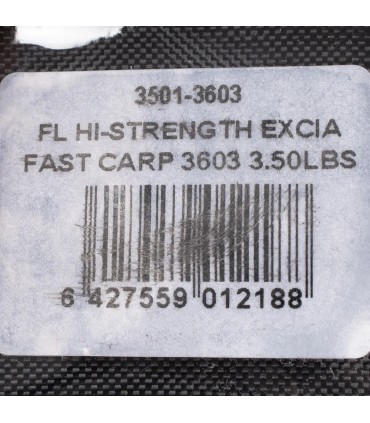 3501-3603
FL HI-STRENGTH EXCIA
FAST CARP 3603 3.50LBS
6 427559 012188